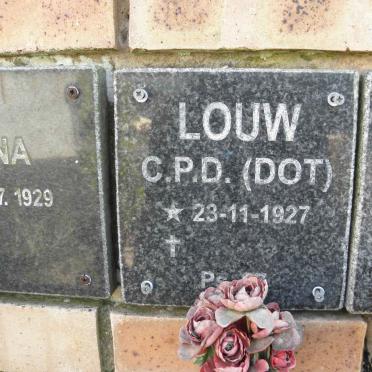 NA
7. 1929
LOUW
C.P.D. (DOT)
★ 23-11-1927
✝